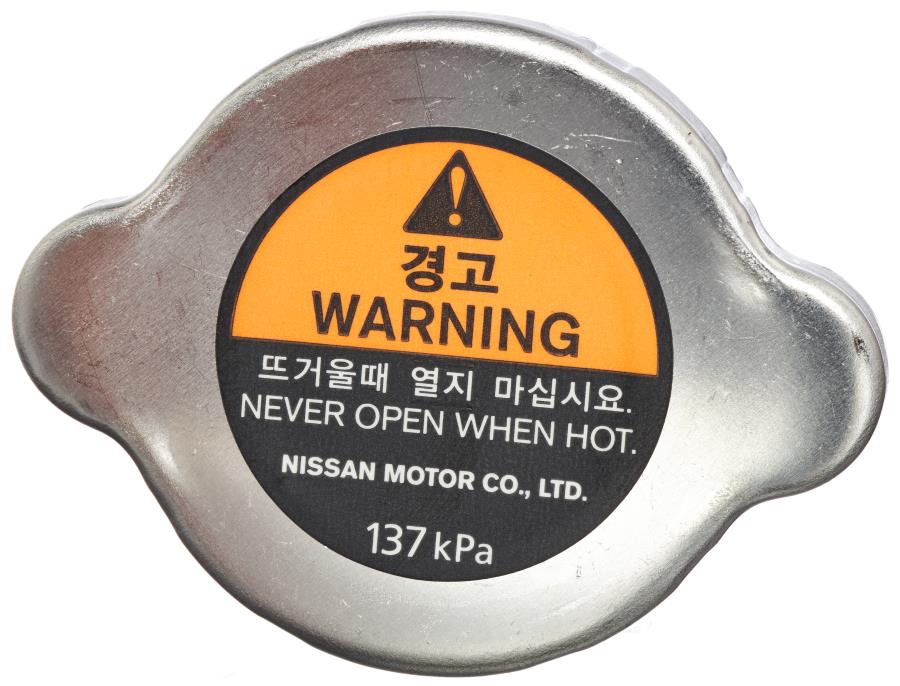 경고
WARNING
뜨거울때 열지 마십시요.
NEVER OPEN WHEN HOT.
NISSAN MOTOR CO., LTD.
137 kPa